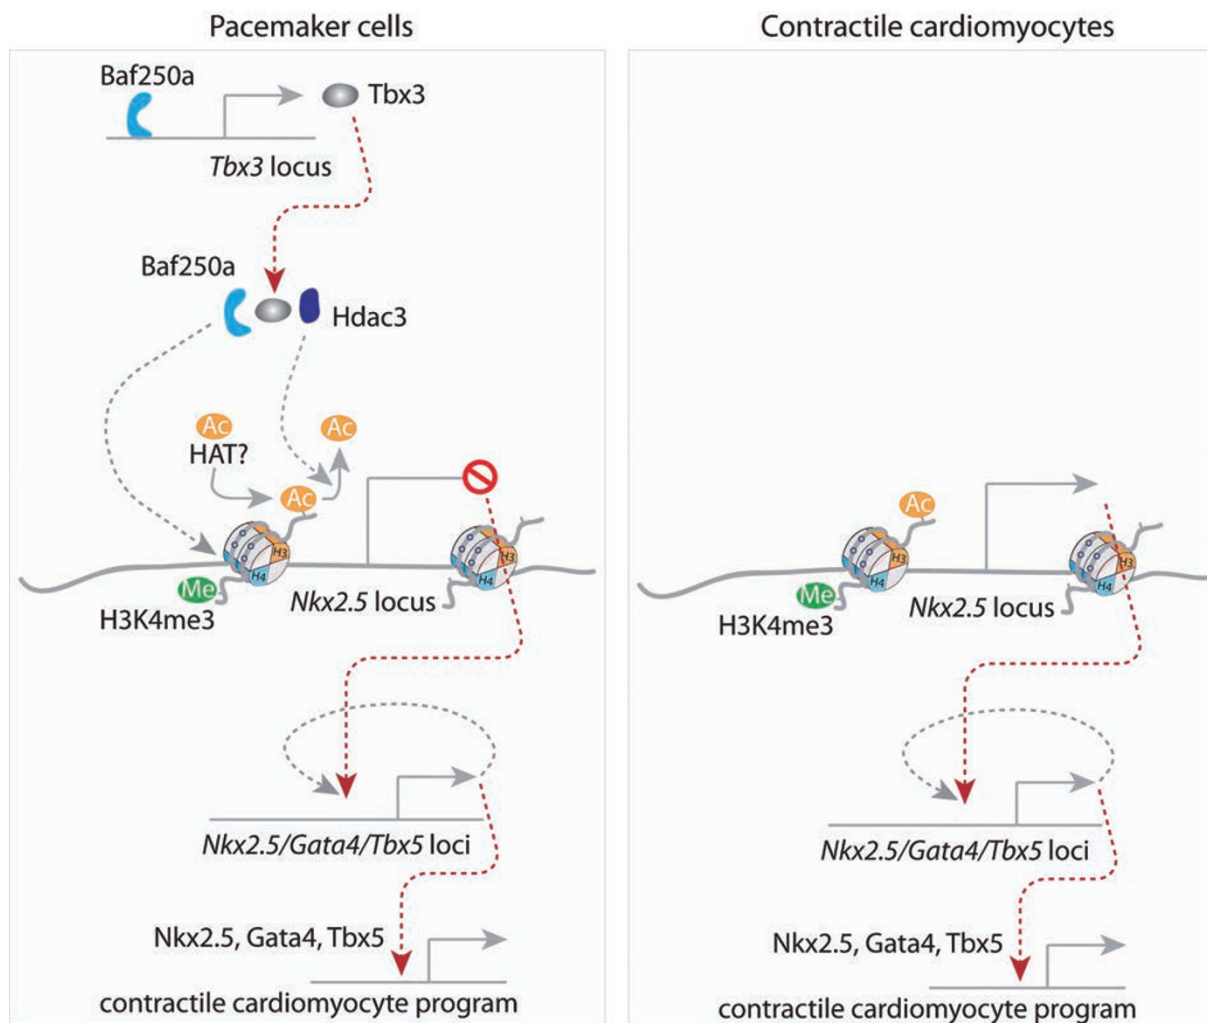 Pacemaker cells
Baf250a
Tbx3
Tbx3 locus
Baf250a
Hdac3
Ac
HAT?
Ac
Ac
H3
H4
H3
H4
Me
H3K4me3
Nkx2.5 locus
Nkx2.5/Gata4/Tbx5 loci
Nkx2.5, Gata4, Tbx5
contractile cardiomyocyte program
Contractile cardiomyocytes
Ac
H3
H4
H3
H4
Me
H3K4me3
Nkx2.5 locus
Nkx2.5/Gata4/Tbx5 loci
Nkx2.5, Gata4, Tbx5
contractile cardiomyocyte program